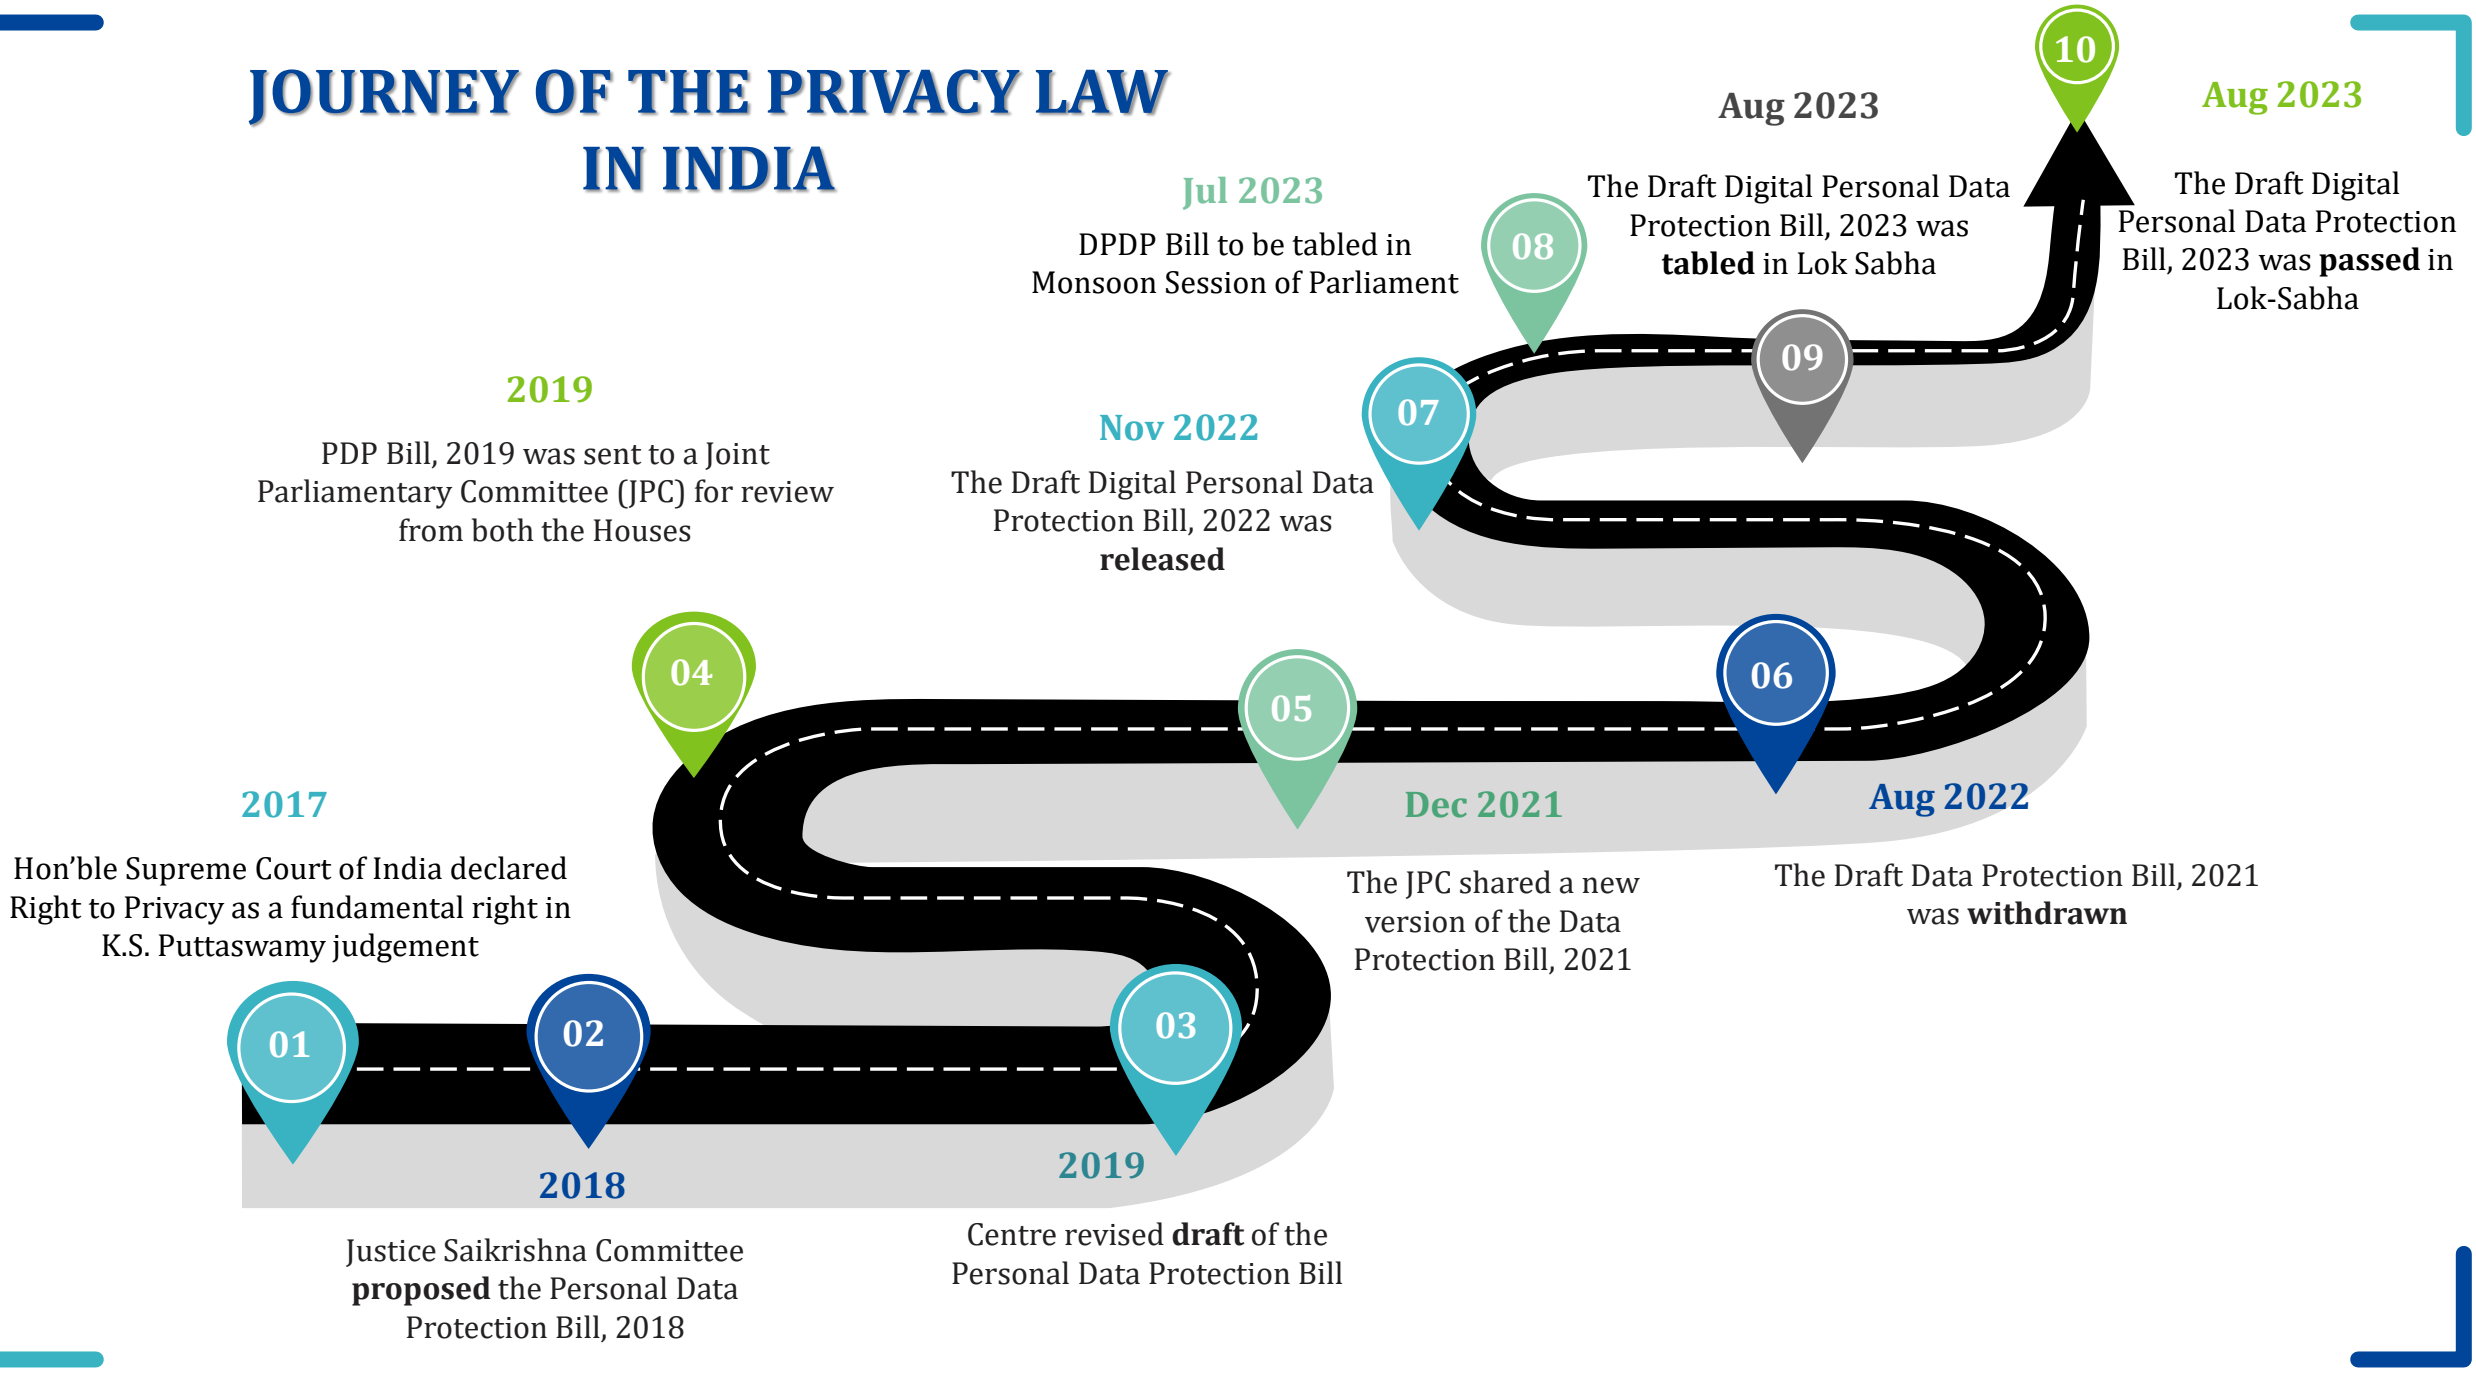 JOURNEY OF THE PRIVACY LAW
IN INDIA
01
2017
Hon’ble Supreme Court of India declared
Right to Privacy as a fundamental right in
K.S. Puttaswamy judgement
02
2018
Justice Saikrishna Committee
proposed the Personal Data
Protection Bill, 2018
03
2019
Centre revised draft of the
Personal Data Protection Bill
04
2019
PDP Bill, 2019 was sent to a Joint
Parliamentary Committee (JPC) for review
from both the Houses
05
Dec 2021
The JPC shared a new
version of the Data
Protection Bill, 2021
06
Aug 2022
The Draft Data Protection Bill, 2021
was withdrawn
07
Nov 2022
The Draft Digital Personal Data
Protection Bill, 2022 was
released
08
Jul 2023
DPDP Bill to be tabled in
Monsoon Session of Parliament
09
Aug 2023
The Draft Digital Personal Data
Protection Bill, 2023 was
tabled in Lok Sabha
10
Aug 2023
The Draft Digital
Personal Data Protection
Bill, 2023 was passed in
Lok-Sabha